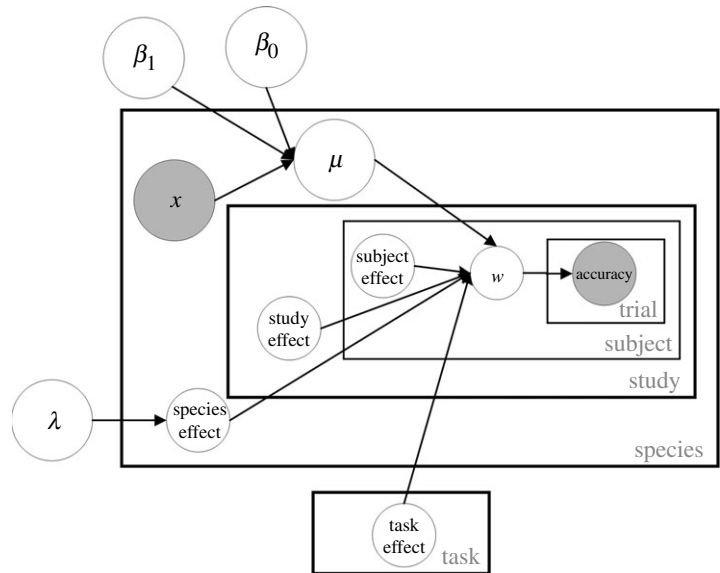 β₁
β₀
μ
x
subject
effect
w
accuracy
trial
study
effect
subject
study
λ
species
effect
species
task
effect
task